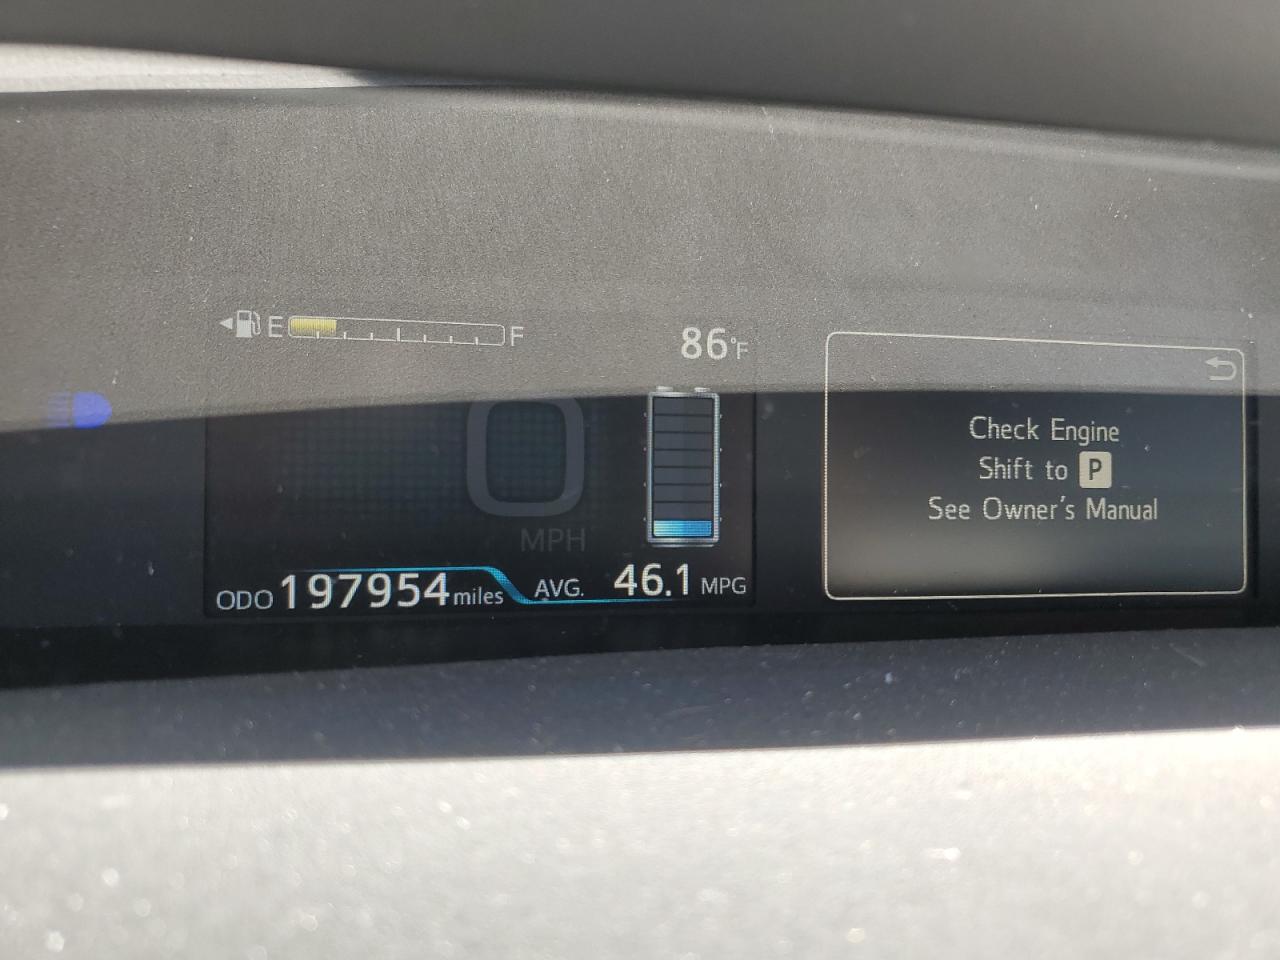 E F
86°F
Check Engine
Shift to P
See Owner's Manual
0
MPH
ODO 197954 miles AVG. 46.1 MPG